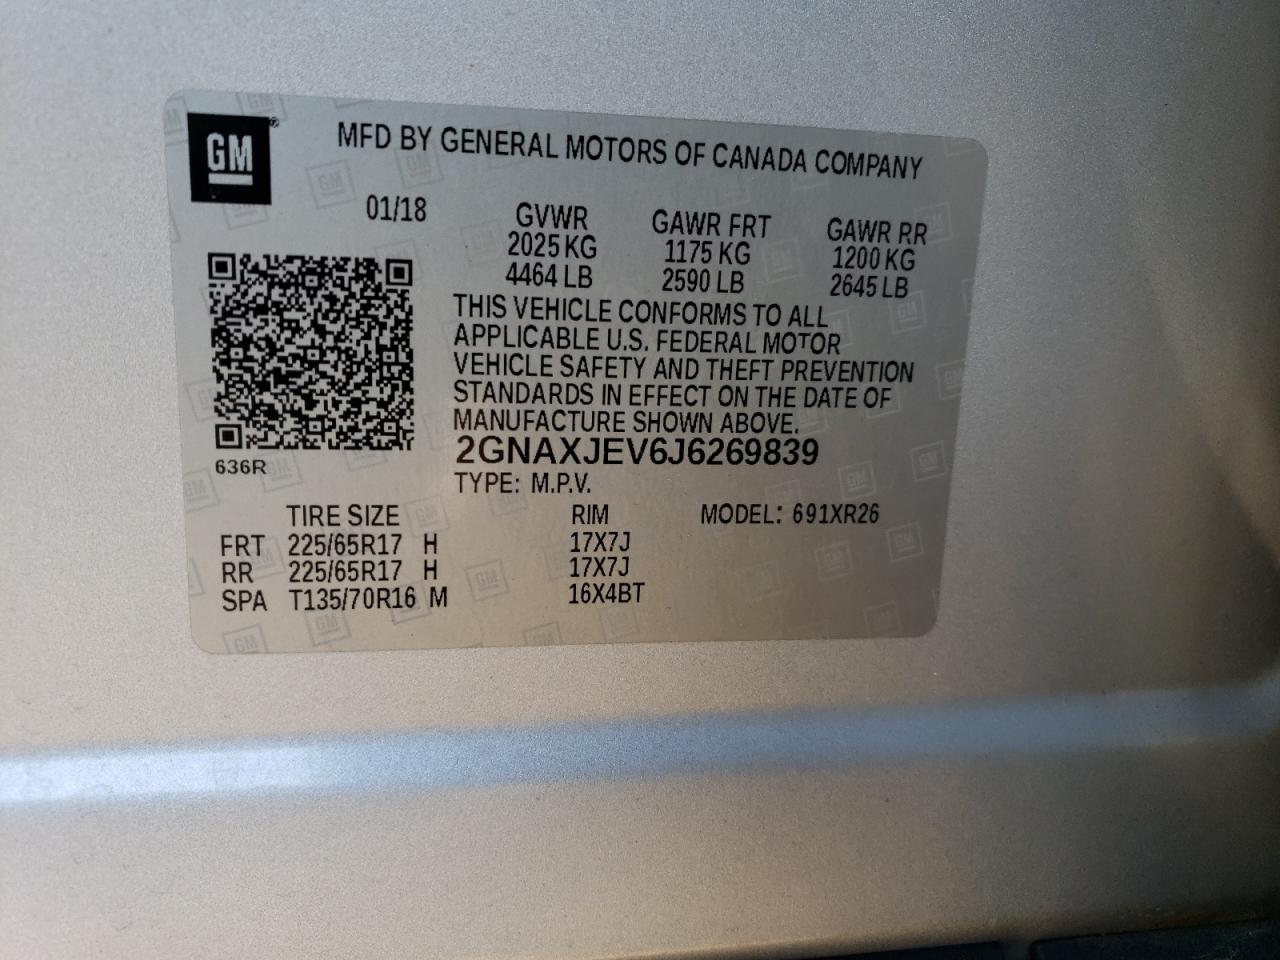 GM
MFD BY GENERAL MOTORS OF CANADA COMPANY
01/18
GVWR GAWR FRT GAWR RR
2025 KG 1175 KG 1200 KG
4464 LB 2590 LB 2645 LB
THIS VEHICLE CONFORMS TO ALL
APPLICABLE U.S. FEDERAL MOTOR
VEHICLE SAFETY AND THEFT PREVENTION
STANDARDS IN EFFECT ON THE DATE OF
MANUFACTURE SHOWN ABOVE.
2GNAXJEV6J6269839
636R
TYPE: M.P.V.
TIRE SIZE RIM MODEL: 691XR26
FRT 225/65R17 H 17X7J
RR 225/65R17 H 17X7J
SPA T135/70R16 M 16X4BT